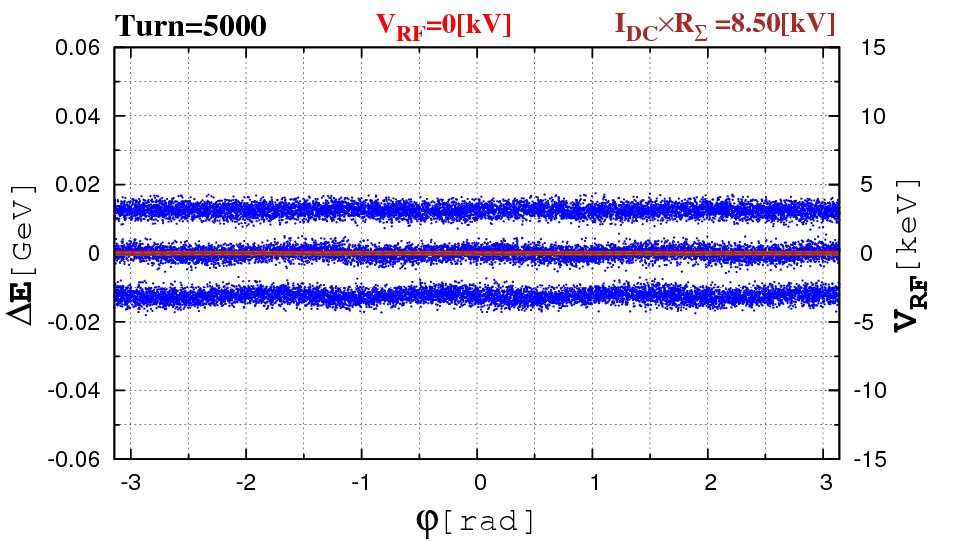 Turn=5000 V_RF=0[kV] I_DC×R_Σ =8.50[kV]
0.06 15
0.04 10
0.02 5
0 0
-0.02 -5
-0.04 -10
-0.06 -15
ΔE[GeV]
V_RF[keV]
-3 -2 -1 0 1 2 3
φ[rad]